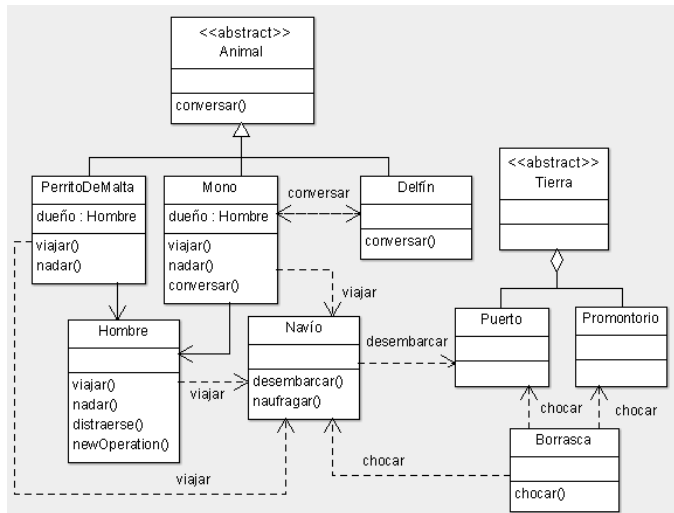 <<abstract>>
Animal
conversar()
PerritoDeMalta
dueño : Hombre
viajar()
nadar()
Mono
dueño : Hombre
viajar()
nadar()
conversar()
conversar
Delfín
conversar()
<<abstract>>
Tierra
viajar
Hombre
viajar()
nadar()
distraerse()
newOperation()
viajar
Navío
desembarcar()
naufragar()
desembarcar
Puerto
Promontorio
chocar
chocar
Borrasca
chocar()
chocar
viajar